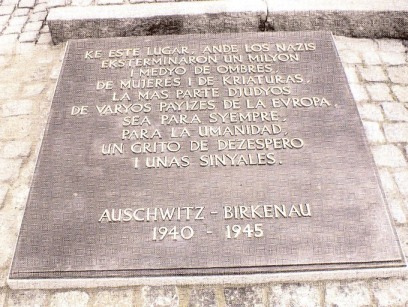 KE ESTE LUGAR, ANDE LOS NAZIS
EKSTERMINARON UN MILYON
I MEDYO DE OMBRES,
DE MUJERES I DE KRIATURAS,
LA MAS PARTE DJUDYOS
DE VARYOS PAYIZES DE LA EVROPA,
SEA PARA SYEMPRE,
PARA LA UMANIDAD,
UN GRITO DE DEZESPERO
I UNAS SINYALES.
AUSCHWITZ - BIRKENAU
1940 - 1945